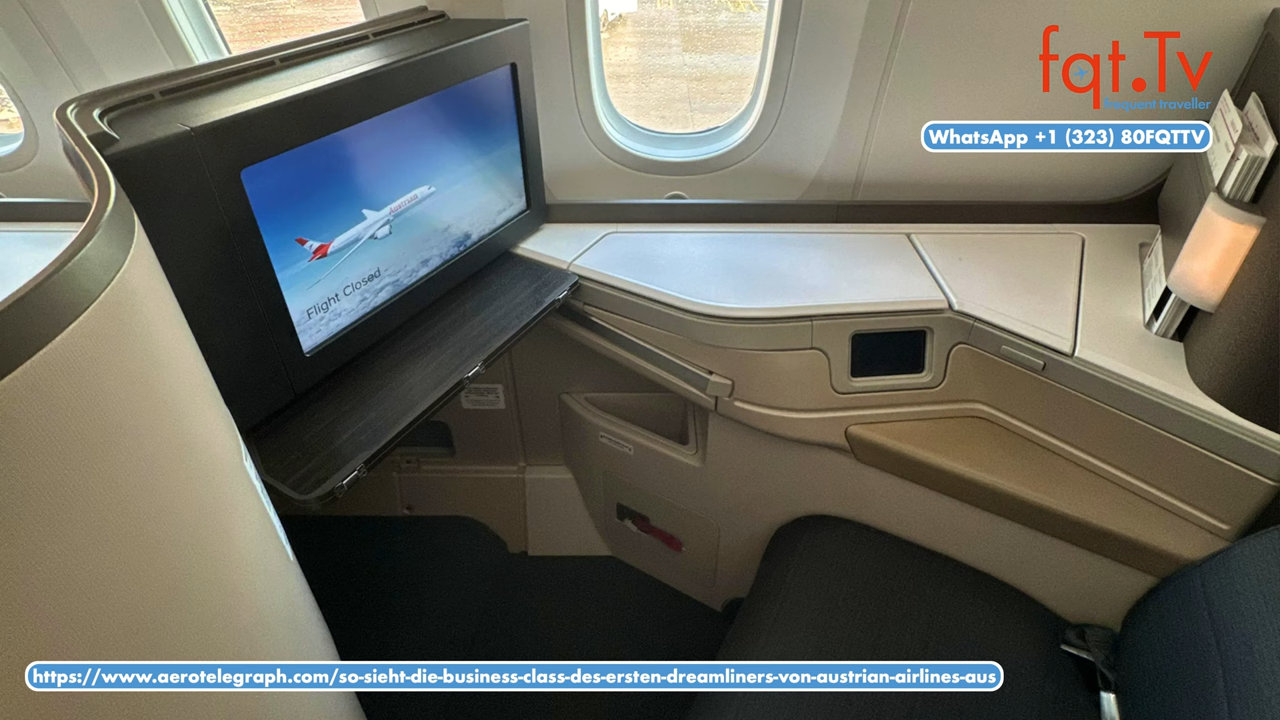 fqt.Tv
frequent traveller
WhatsApp +1 (323) 80FQTTV
AUSTRIAN
Flight Closed
https://www.aerotelegraph.com/so-sieht-die-business-class-des-ersten-dreamliners-von-austrian-airlines-aus